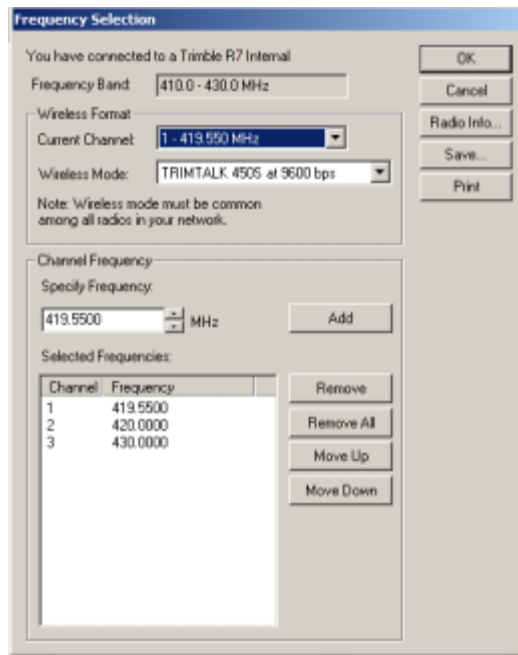 Frequency Selection
You have connected to a Trimble R7 Internal
Frequency Band: 410.0 - 430.0 MHz
Wireless Format
Current Channel: 1 - 419.550 MHz
Wireless Mode: TRIMTALK 450S at 9600 bps
Note: Wireless mode must be common
among all radios in your network.
OK
Cancel
Radio Info...
Save...
Print
Channel Frequency
Specify Frequency:
419.5500 MHz
Add
Selected Frequencies:
Channel Frequency
1 419.5500
2 420.0000
3 430.0000
Remove
Remove All
Move Up
Move Down